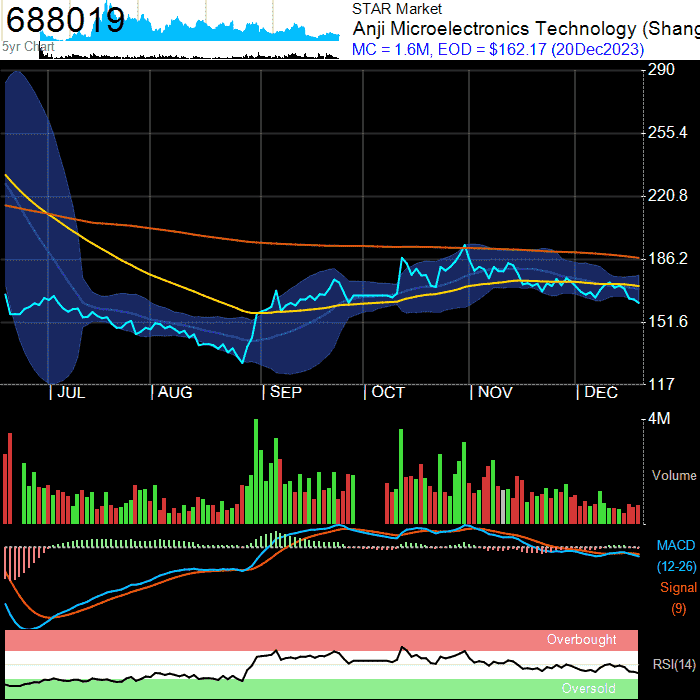 688019
5yr Chart
STAR Market
Anji Microelectronics Technology (Shang
MC = 1.6M, EOD = $162.17 (20Dec2023)
290
255.4
220.8
186.2
151.6
117
JUL AUG SEP OCT NOV DEC
4M
Volume
MACD
(12-26)
Signal
(9)
Overbought
RSI(14)
Oversold